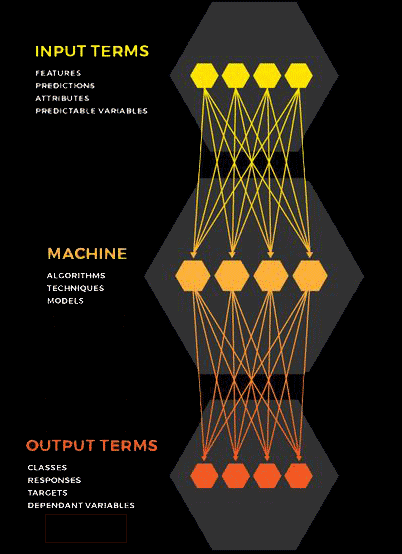 INPUT TERMS
FEATURES
PREDICTIONS
ATTRIBUTES
PREDICTABLE VARIABLES
MACHINE
ALGORITHMS
TECHNIQUES
MODELS
OUTPUT TERMS
CLASSES
RESPONSES
TARGETS
DEPENDANT VARIABLES